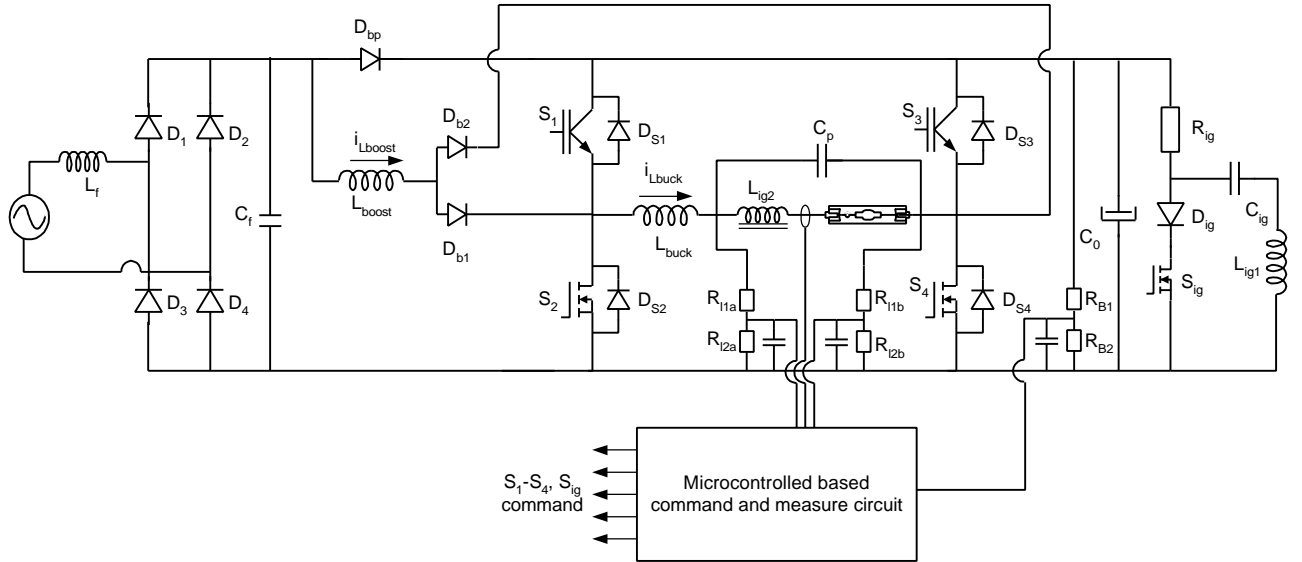 D_bp
D_1
D_2
L_f
C_f
D_3
D_4
i_Lboost
L_boost
D_b2
D_b1
S_1
D_S1
i_Lbuck
L_buck
S_2
D_S2
C_p
L_ig2
S_3
D_S3
R_l1a
R_l2a
R_l1b
R_l2b
S_4
D_S4
R_B1
R_B2
C_0
R_ig
D_ig
C_ig
S_ig
L_ig1
S_1-S_4, S_ig
command
Microcontrolled based
command and measure circuit